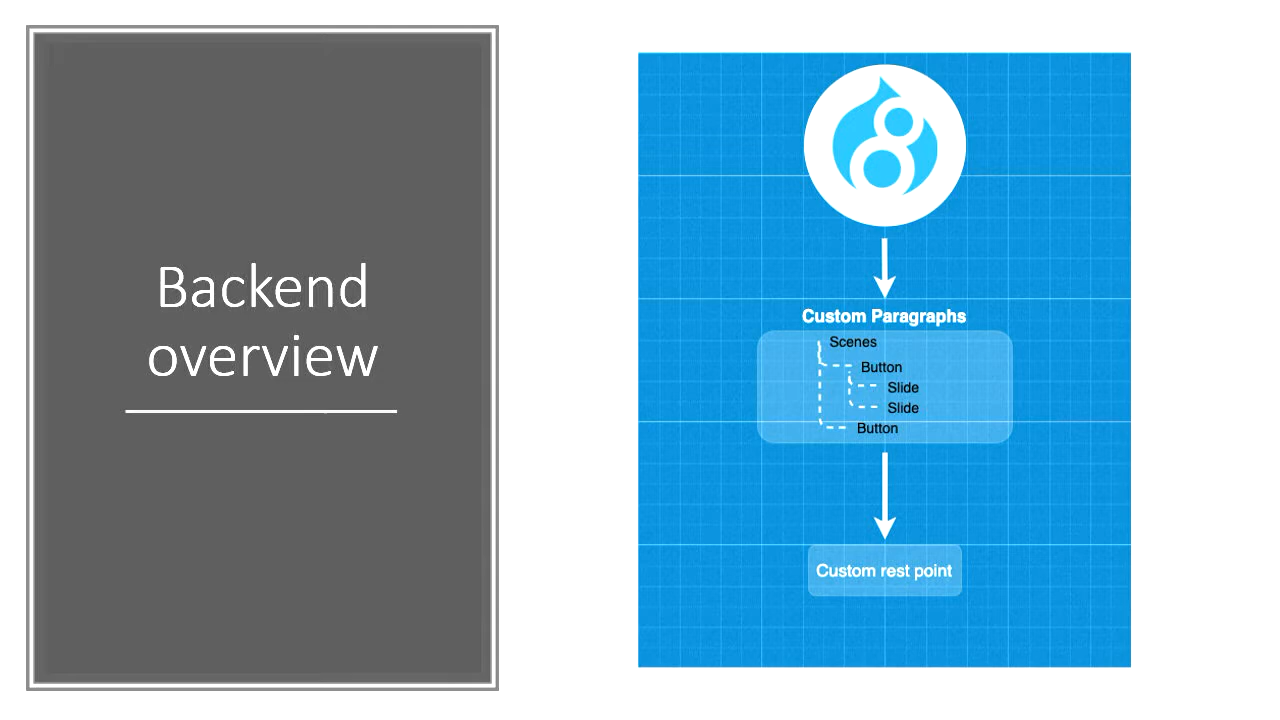 Backend
overview
Custom Paragraphs
Scenes
Button
Slide
Slide
Button
Custom rest point